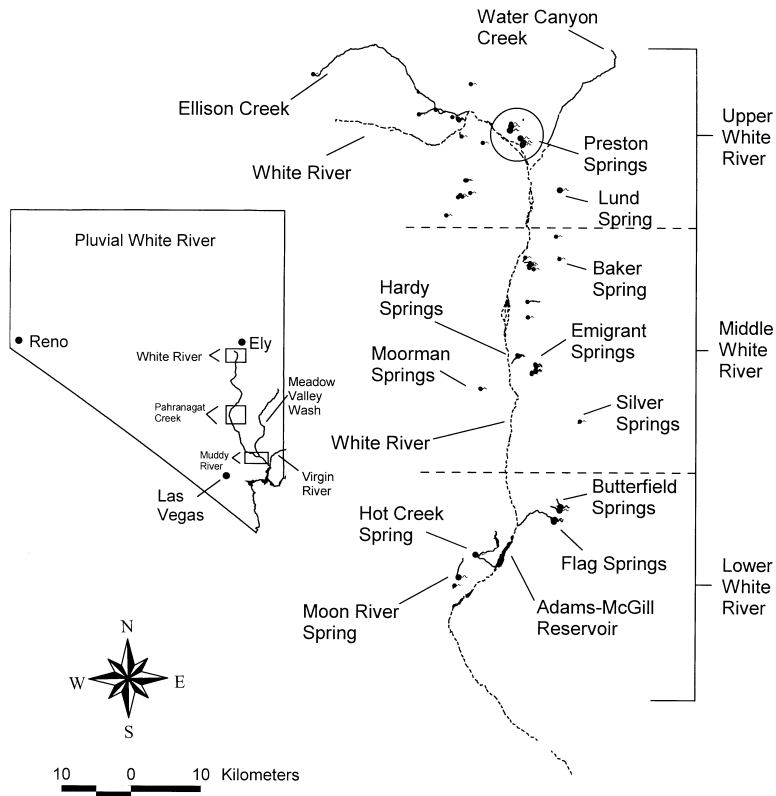 Water Canyon
Creek
Ellison Creek
White River
Preston
Springs
Lund
Spring
Upper
White
River
Pluvial White River
Reno
Ely
White River
Meadow
Valley
Wash
Pahranagat
Creek
Muddy
River
Virgin
River
Las
Vegas
Baker
Spring
Hardy
Springs
Emigrant
Springs
Moorman
Springs
Silver
Springs
White River
Middle
White
River
Butterfield
Springs
Hot Creek
Spring
Flag Springs
Moon River
Spring
Adams-McGill
Reservoir
Lower
White
River
N
W
E
S
10 0 10 Kilometers